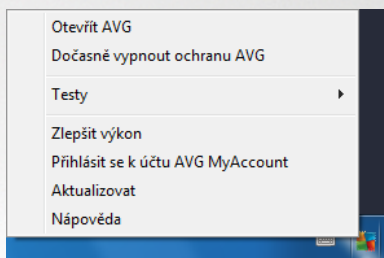 Otevřít AVG
Dočasně vypnout ochranu AVG
Testy
Zlepšit výkon
Přihlásit se k účtu AVG MyAccount
Aktualizovat
Nápověda